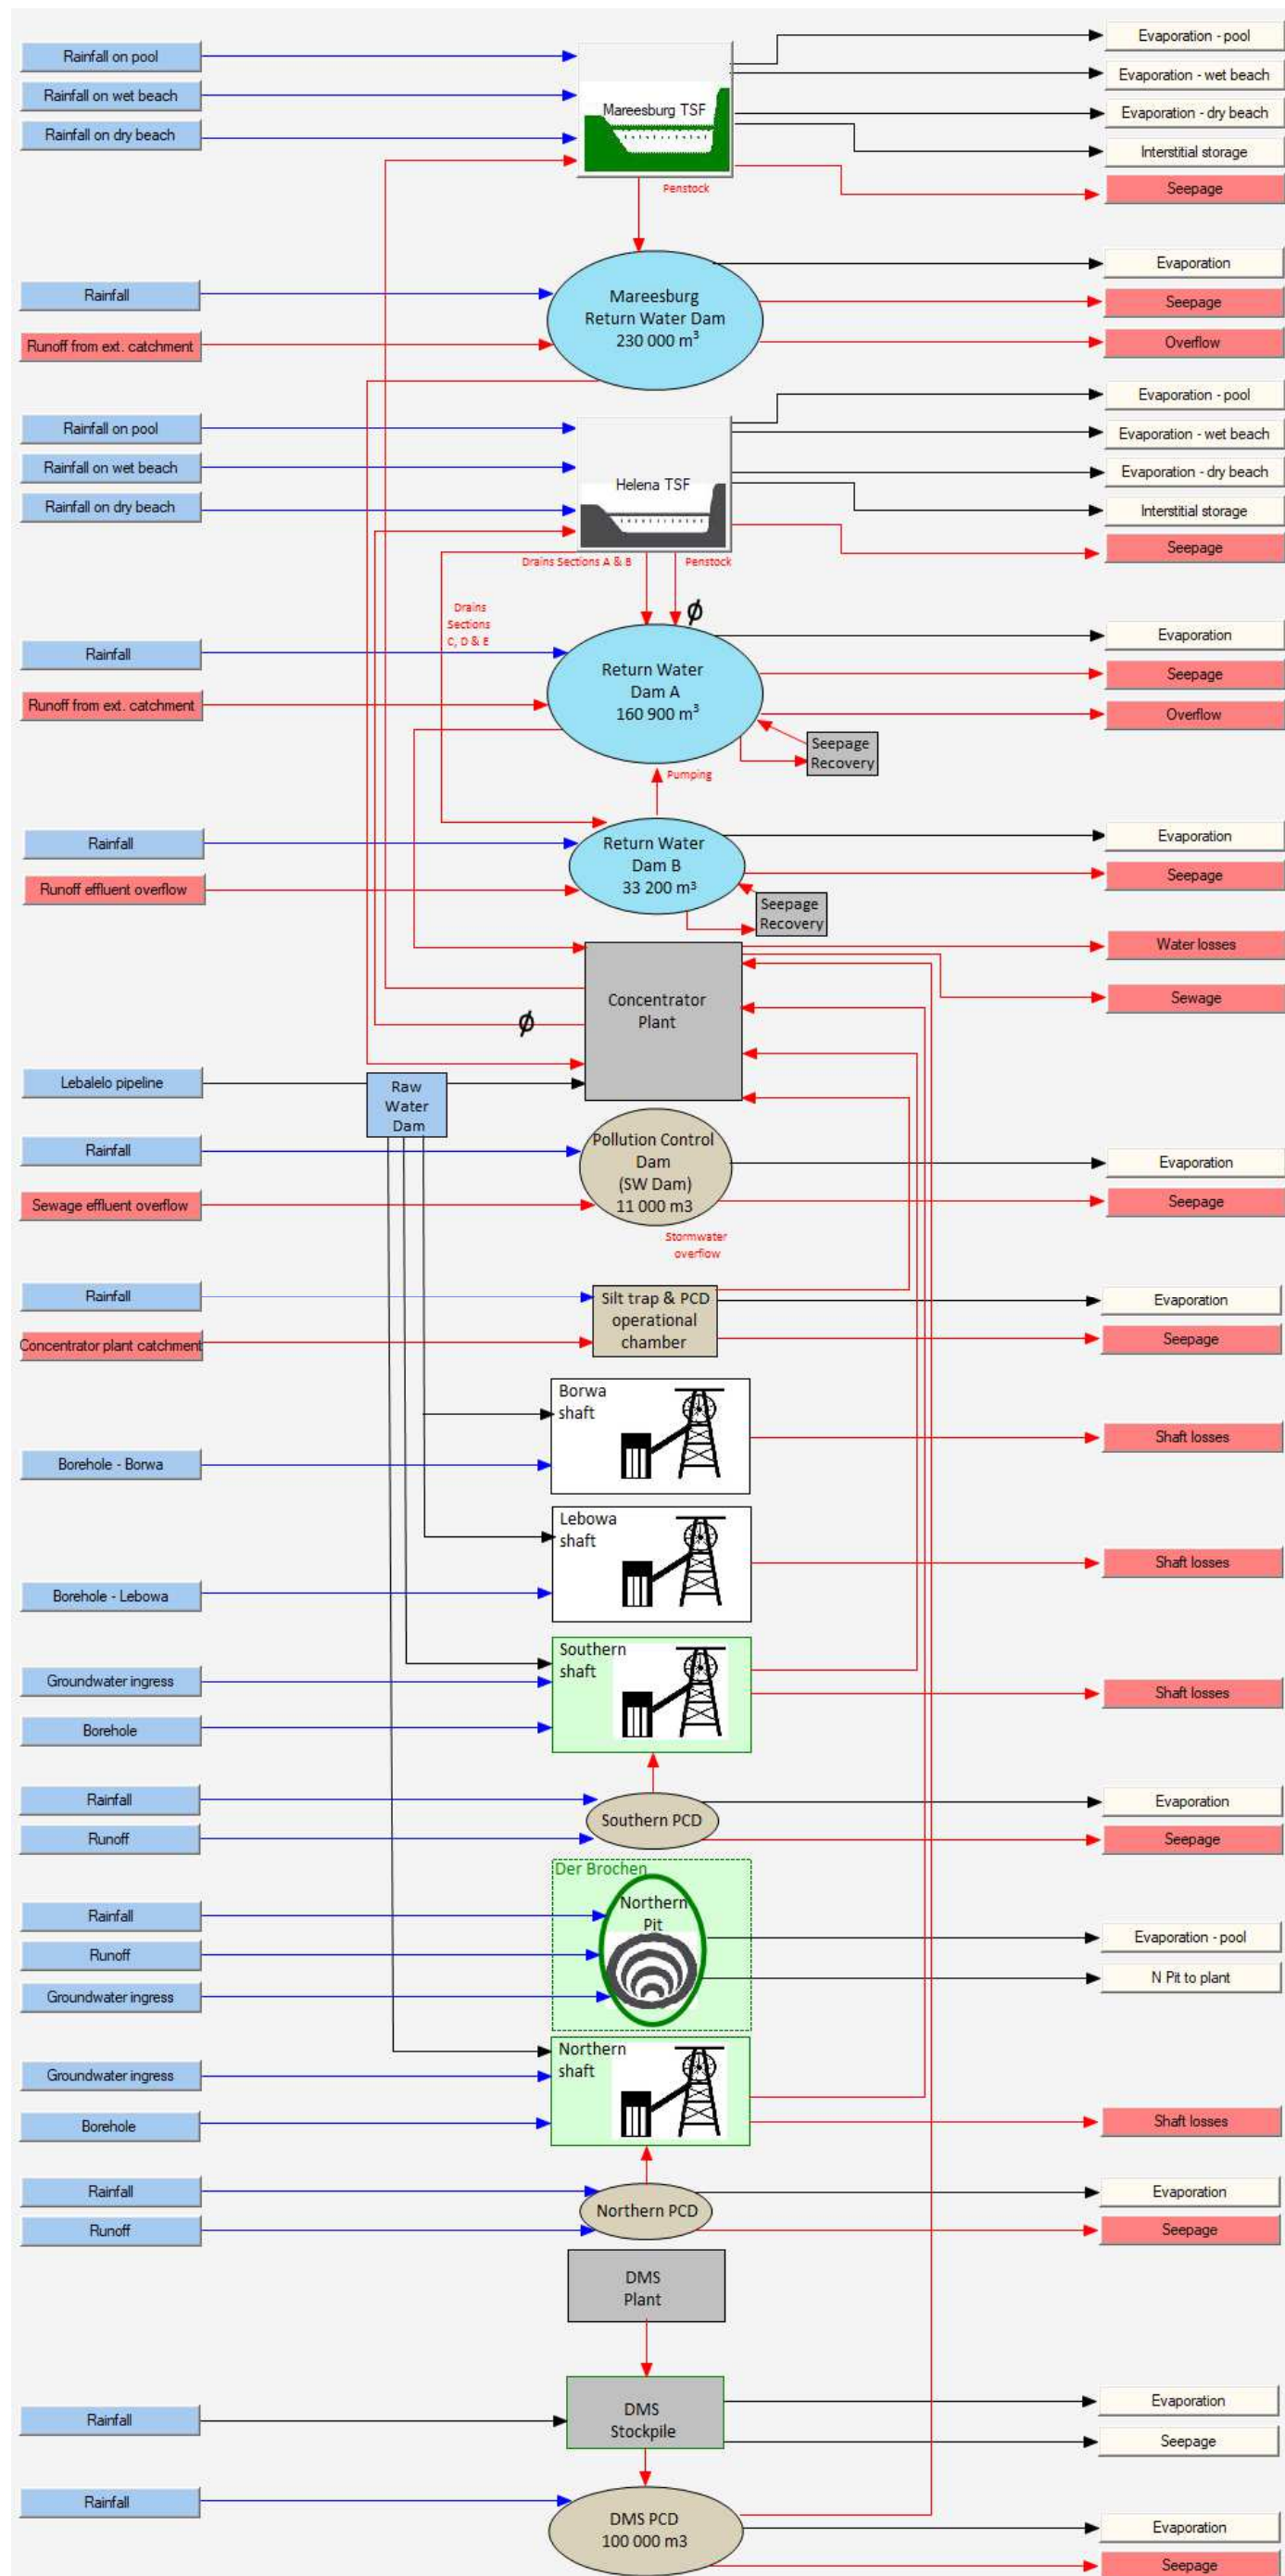 Rainfall on pool
Rainfall on wet beach
Rainfall on dry beach
Mareesburg TSF
Evaporation - pool
Evaporation - wet beach
Evaporation - dry beach
Interstitial storage
Seepage
Penstock
Rainfall
Runoff from ext. catchment
Mareesburg
Return Water Dam
230 000 m³
Evaporation
Seepage
Overflow
Rainfall on pool
Rainfall on wet beach
Rainfall on dry beach
Helena TSF
Evaporation - pool
Evaporation - wet beach
Evaporation - dry beach
Interstitial storage
Seepage
Drains Sections A & B
Penstock
Drains
Sections
C, D & E
ϕ
Rainfall
Runoff from ext. catchment
Return Water
Dam A
160 900 m³
Evaporation
Seepage
Overflow
Seepage
Recovery
Pumping
Rainfall
Runoff effluent overflow
Return Water
Dam B
33 200 m³
Evaporation
Seepage
Seepage
Recovery
Concentrator
Plant
Water losses
Sewage
ϕ
Lebalelo pipeline
Raw
Water
Dam
Rainfall
Sewage effluent overflow
Pollution Control
Dam
(SW Dam)
11 000 m3
Evaporation
Seepage
Stormwater
overflow
Rainfall
Concentrator plant catchment
Silt trap & PCD
operational
chamber
Evaporation
Seepage
Borwa
shaft
Borehole - Borwa
Shaft losses
Lebowa
shaft
Borehole - Lebowa
Shaft losses
Southern
shaft
Groundwater ingress
Borehole
Shaft losses
Rainfall
Runoff
Southern PCD
Evaporation
Seepage
Der Brochen
Northern
Pit
Rainfall
Runoff
Groundwater ingress
Evaporation - pool
N Pit to plant
Northern
shaft
Groundwater ingress
Borehole
Shaft losses
Rainfall
Runoff
Northern PCD
Evaporation
Seepage
DMS
Plant
Rainfall
DMS
Stockpile
Evaporation
Seepage
Rainfall
DMS PCD
100 000 m3
Evaporation
Seepage